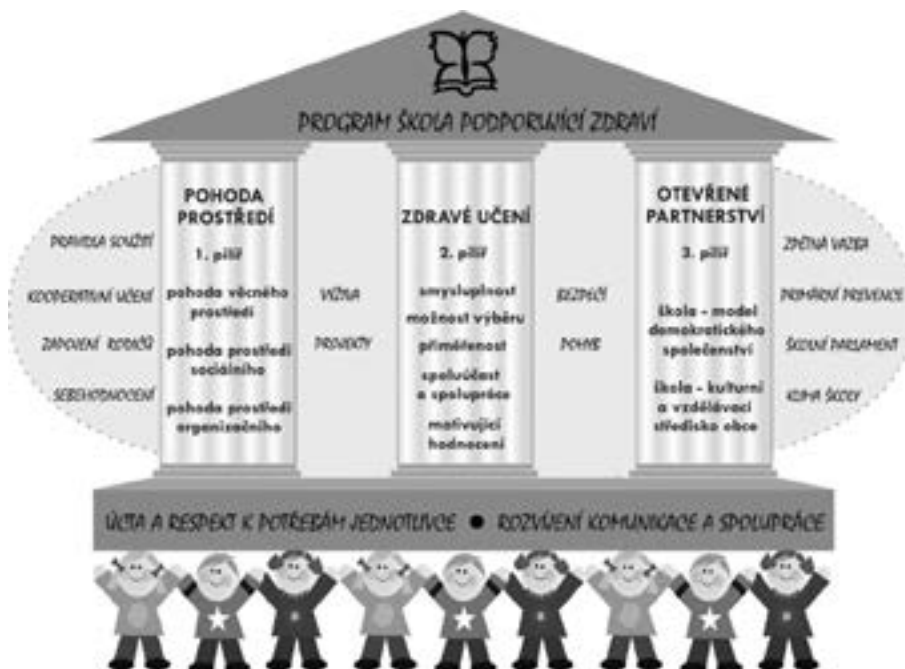 PROGRAM ŠKOLA PODPORUJÍCÍ ZDRAVÍ
PRAVIDLA SOUŽITÍ
KOOPERATIVNÍ UČENÍ
ZAPOJENÍ RODIČŮ
SEBEHODNOCENÍ
POHODA
PROSTŘEDÍ
1. pilíř
pohoda věcného
prostředí
pohoda prostředí
sociálního
pohoda prostředí
organizačního
VÝŽIVA
PROJEKTY
ZDRAVÉ UČENÍ
2. pilíř
smysluplnost
možnost výběru
přiměřenost
spoluúčast
a spolupráce
motivující
hodnocení
BEZPEČÍ
POHYB
OTEVŘENÉ
PARTNERSTVÍ
3. pilíř
škola - model
demokratického
společenství
škola - kulturní
a vzdělávací
středisko obce
ZPĚTNÁ VAZBA
PRIMÁRNÍ PREVENCE
ŠKOLNÍ PARLAMENT
KLIMA ŠKOLY
ÚCTA A RESPEKT K POTŘEBÁM JEDNOTLIVCE ● ROZVÍJENÍ KOMUNIKACE A SPOLUPRÁCE